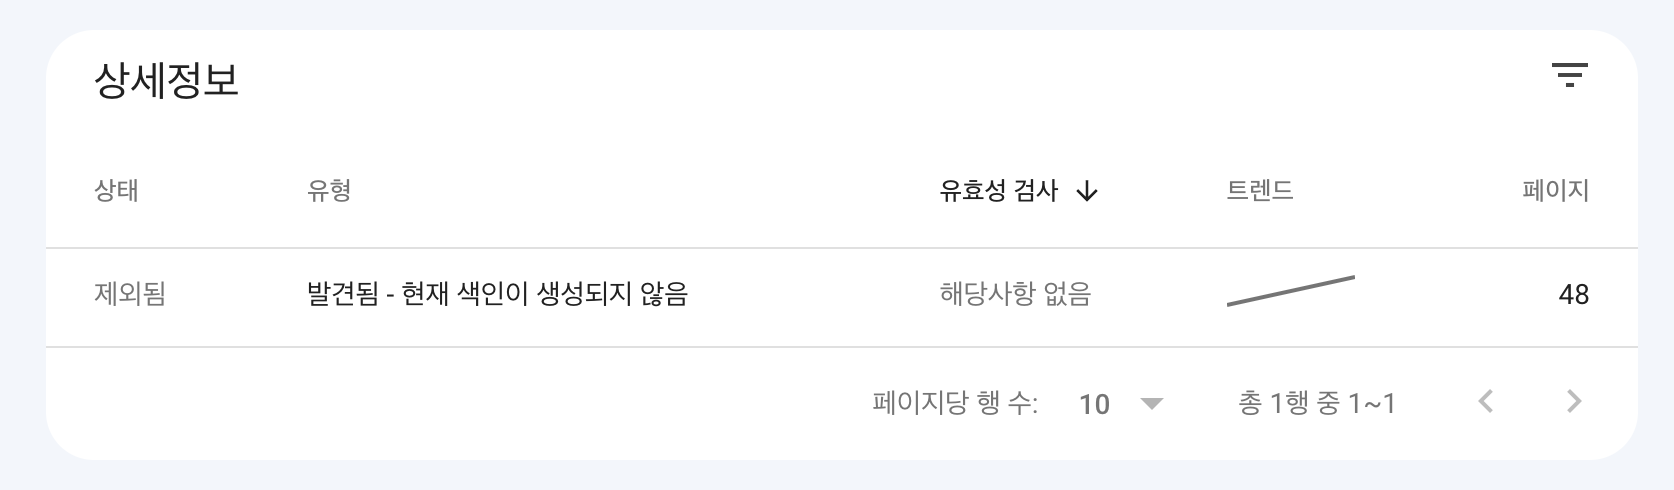 상세정보
상태 유형 유효성 검사 트렌드 페이지
제외됨 발견됨 - 현재 색인이 생성되지 않음 해당사항 없음 48
페이지당 행 수: 10 총 1행 중 1~1